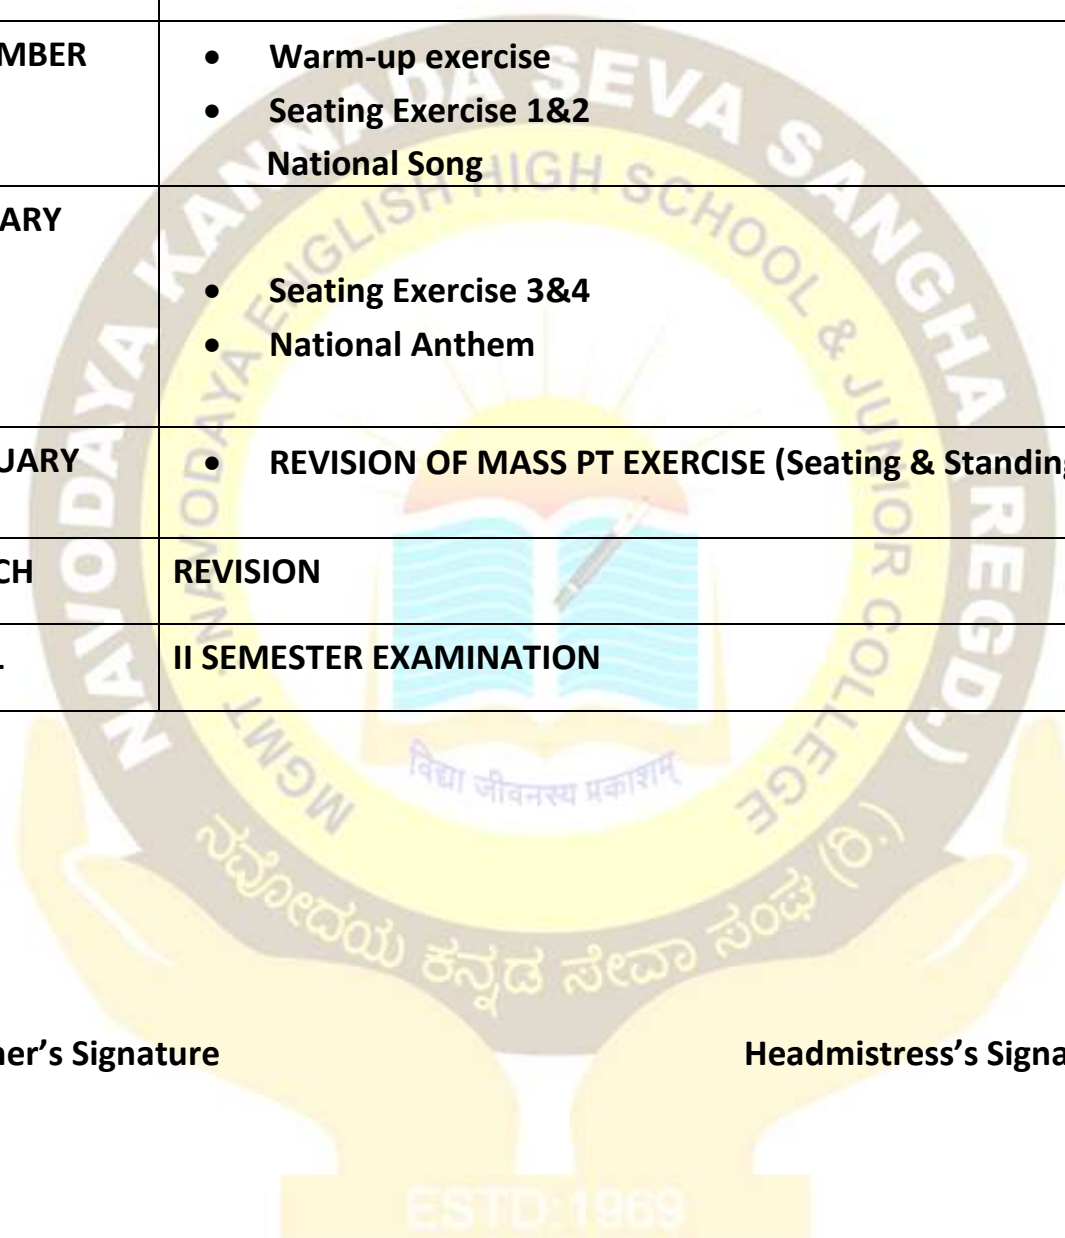 MBER
• Warm-up exercise
• Seating Exercise 1&2
National Song
ARY
• Seating Exercise 3&4
• National Anthem
UARY
• REVISION OF MASS PT EXERCISE (Seating & Standing
CH
REVISION
II SEMESTER EXAMINATION
NAVODAYA KANNADA SEVA SANGHA REGD.)
MGMT - NAVODAYA ENGLISH HIGH SCHOOL & JUNIOR COLLEGE
विद्या जीवनस्य प्रकाशम्
ನವೋದಯ ಕನ್ನಡ ಸೇವಾ ಸಂಘ (ರಿ.)
her’s Signature Headmistress’s Signa
ESTD:1969